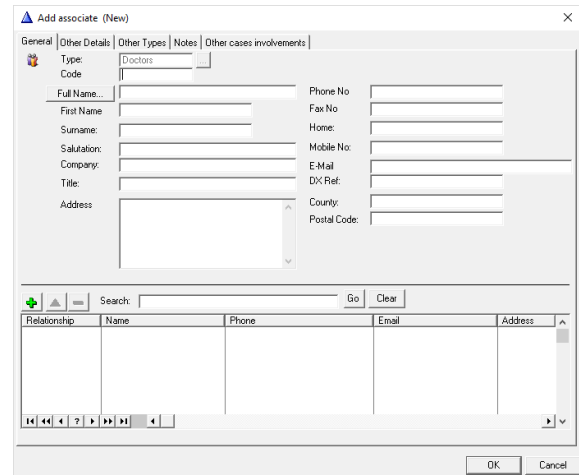 Add associate (New)
General Other Details Other Types Notes Other cases involvements
Type: Doctors ...
Code
Full Name... Phone No
First Name Fax No
Surname: Home:
Salutation: Mobile No:
Company: E-Mail
Title: DX Ref:
Address County:
Postal Code:
Search: Go Clear
Relationship Name Phone Email Address
?
OK Cancel